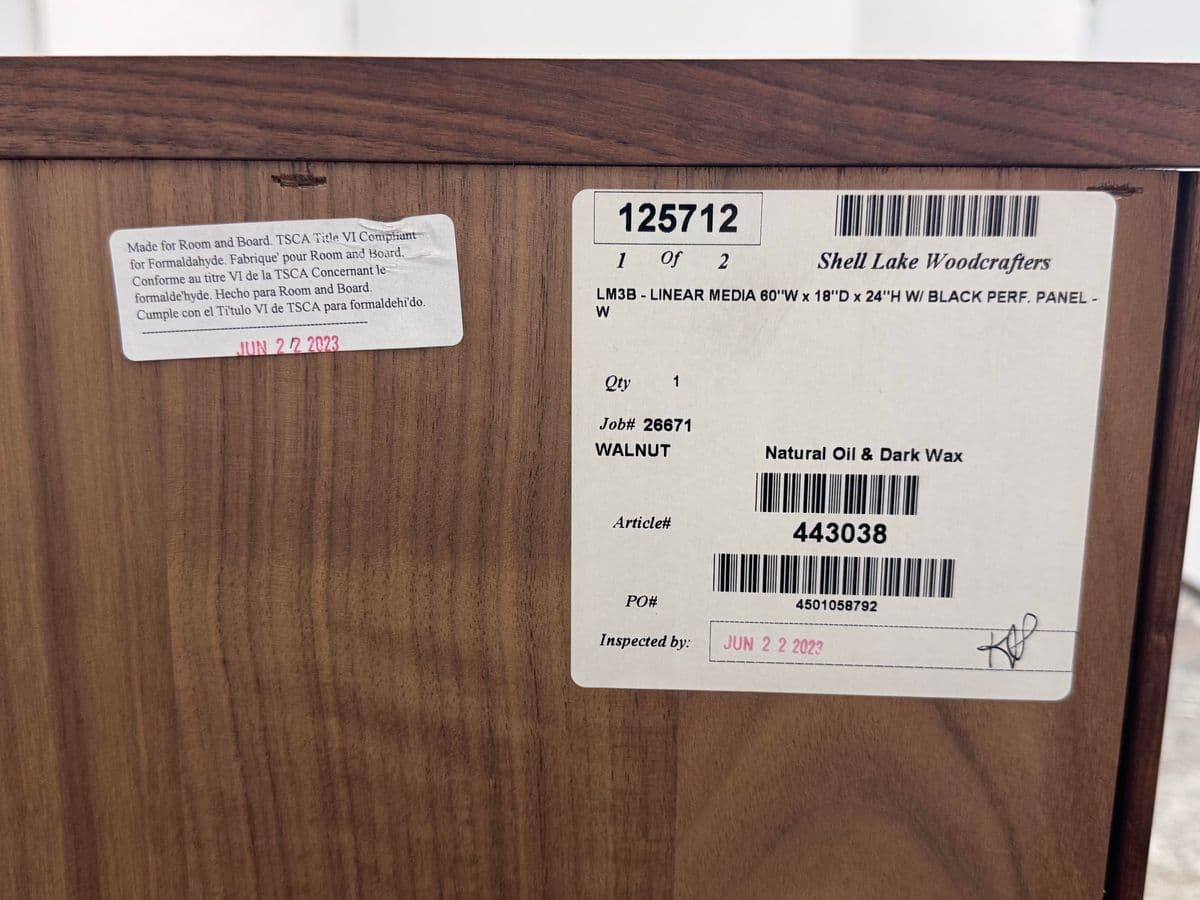 Made for Room and Board. TSCA Title VI Compliant
for Formaldahyde. Fabrique' pour Room and Board.
Conforme au titre VI de la TSCA Concernant le
formalde'hyde. Hecho para Room and Board.
Cumple con el Ti'tulo VI de TSCA para formaldehi'do.
JUN 22 2023
125712
1 Of 2
Shell Lake Woodcrafters
LM3B - LINEAR MEDIA 60"W x 18"D x 24"H W/ BLACK PERF. PANEL -
W
Qty 1
Job# 26671
WALNUT Natural Oil & Dark Wax
Article# 443038
PO# 4501058792
Inspected by: JUN 22 2023